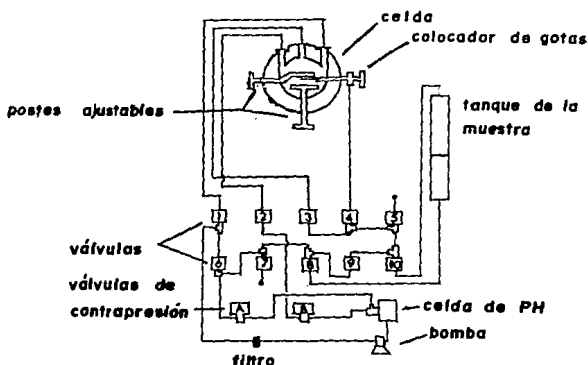 celda
colocador de gotas
postes ajustables
tanque de la
muestra
1 2 3 4 5
válvulas
6 7 8 9 10
válvulas de
contrapresión
A A
celda de PH
bomba
filtro